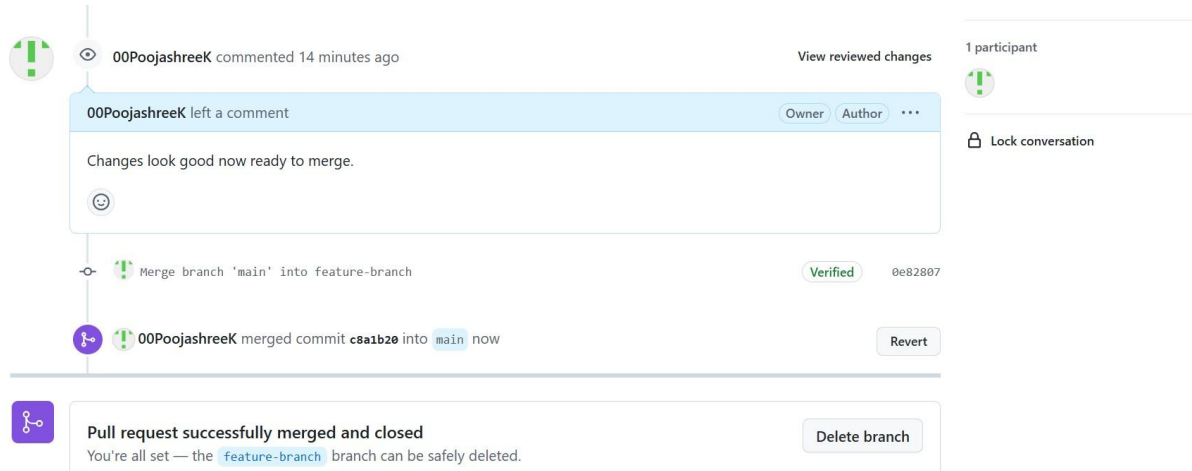 00PoojashreeK commented 14 minutes ago
View reviewed changes
00PoojashreeK left a comment
Owner
Author
Changes look good now ready to merge.
Merge branch 'main' into feature-branch
Verified
0e82807
00PoojashreeK merged commit c8a1b20 into main now
Revert
Pull request successfully merged and closed
You're all set — the feature-branch branch can be safely deleted.
Delete branch
1 participant
Lock conversation